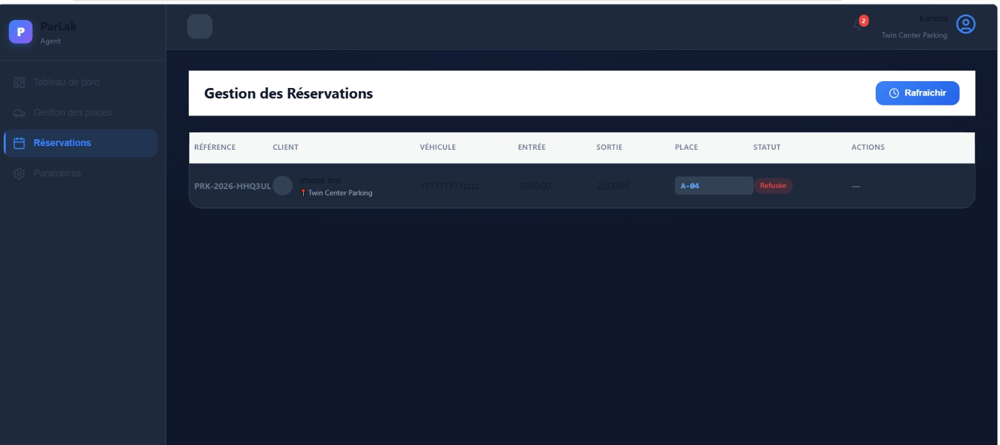 P
ParLak
Agent
2
Karima
Twin Center Parking
Tableau de bord
Gestion des places
Réservations
Paramètres
Gestion des Réservations
Rafraîchir
RÉFÉRENCE CLIENT VÉHICULE ENTRÉE SORTIE PLACE STATUT ACTIONS
PRK-2026-HHQ3UL imane mo 111111111zzzz 10:00:00 22:00:00 A-04 Refusée —
Twin Center Parking